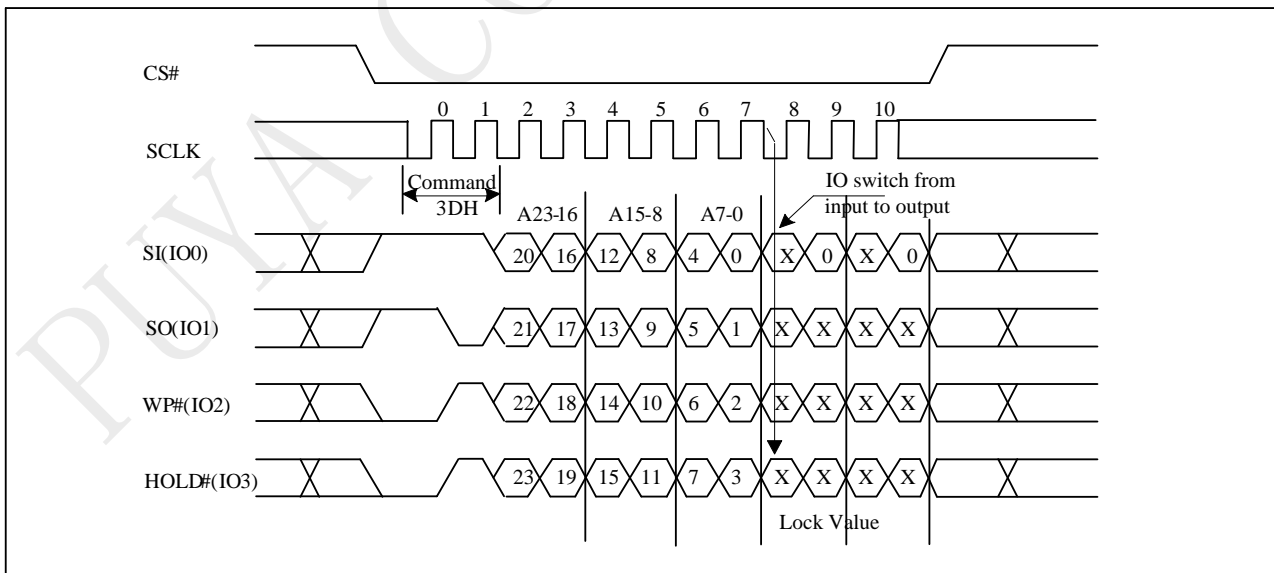 PUYA CO
CS#
0 1 2 3 4 5 6 7 8 9 10
SCLK
Command
3DH
IO switch from
input to output
A23-16 A15-8 A7-0
SI(IO0) 20 16 12 8 4 0 X 0 X 0
SO(IO1) 21 17 13 9 5 1 X X X X
WP#(IO2) 22 18 14 10 6 2 X X X X
HOLD#(IO3) 23 19 15 11 7 3 X X X X
Lock Value